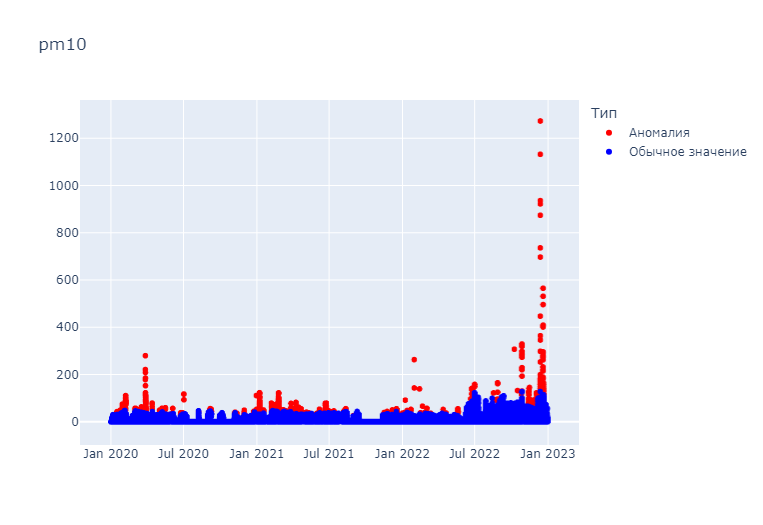 pm10
Тип
Аномалия
Обычное значение
1200
1000
800
600
400
200
0
Jan 2020
Jul 2020
Jan 2021
Jul 2021
Jan 2022
Jul 2022
Jan 2023